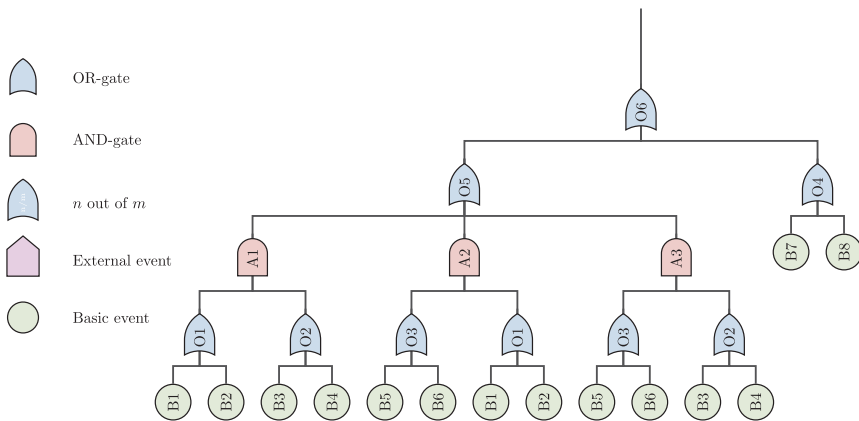 OR-gate
AND-gate
n/m
n out of m
External event
Basic event
O6
O5
O4
A1
A2
A3
B7
B8
O1
O2
O3
O1
O3
O2
B1
B2
B3
B4
B5
B6
B1
B2
B5
B6
B3
B4